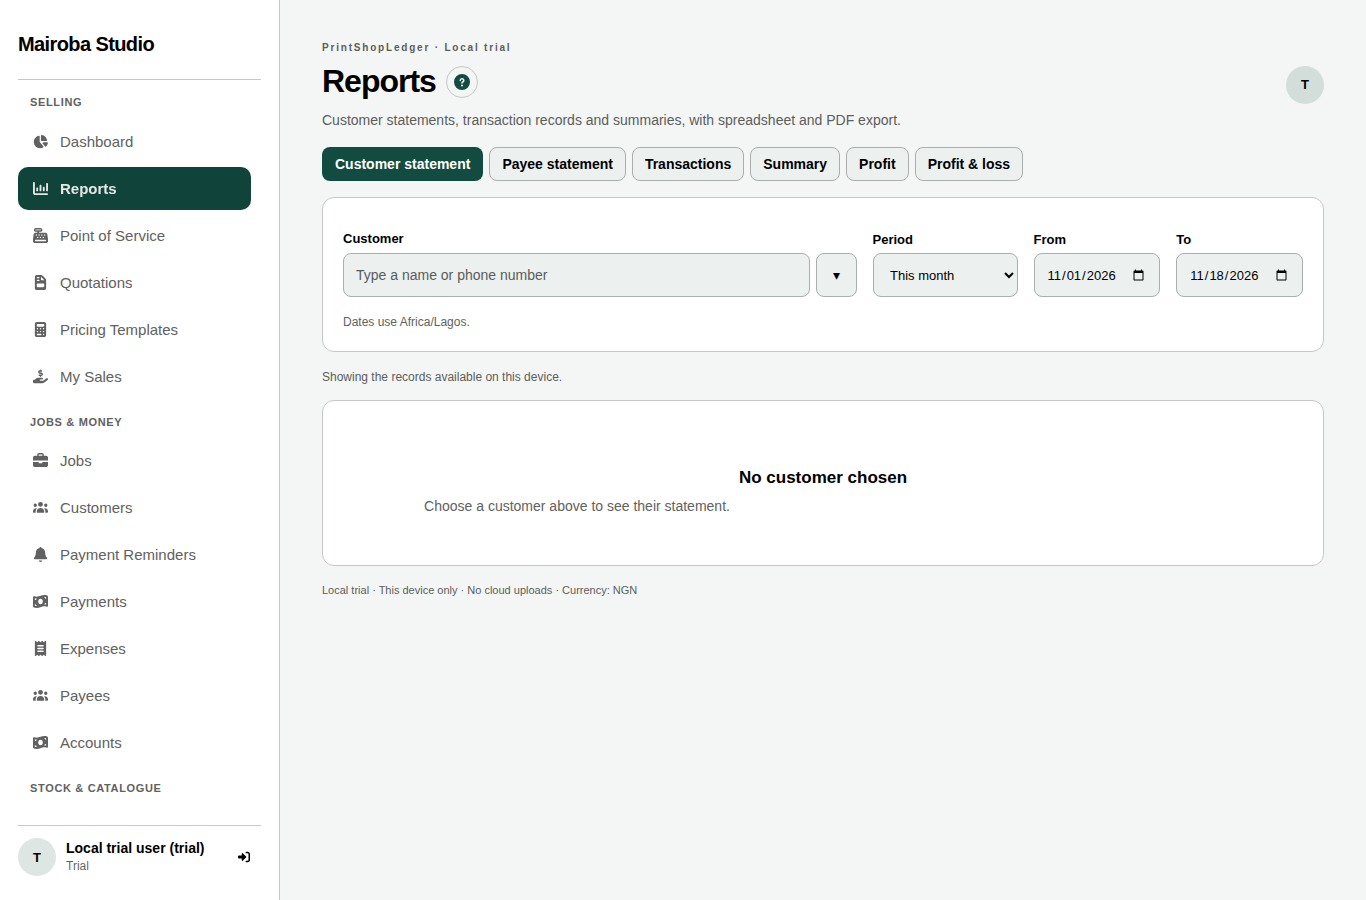 Mairoba Studio
SELLING
Dashboard
Reports
Point of Service
Quotations
Pricing Templates
My Sales
JOBS & MONEY
Jobs
Customers
Payment Reminders
Payments
Expenses
Payees
Accounts
STOCK & CATALOGUE
T
Local trial user (trial)
Trial
PrintShopLedger · Local trial
Reports ?
T
Customer statements, transaction records and summaries, with spreadsheet and PDF export.
Customer statement Payee statement Transactions Summary Profit Profit & loss
Customer Period From To
Type a name or phone number ▾ This month 11/01/2026 11/18/2026
Dates use Africa/Lagos.
Showing the records available on this device.
No customer chosen
Choose a customer above to see their statement.
Local trial · This device only · No cloud uploads · Currency: NGN